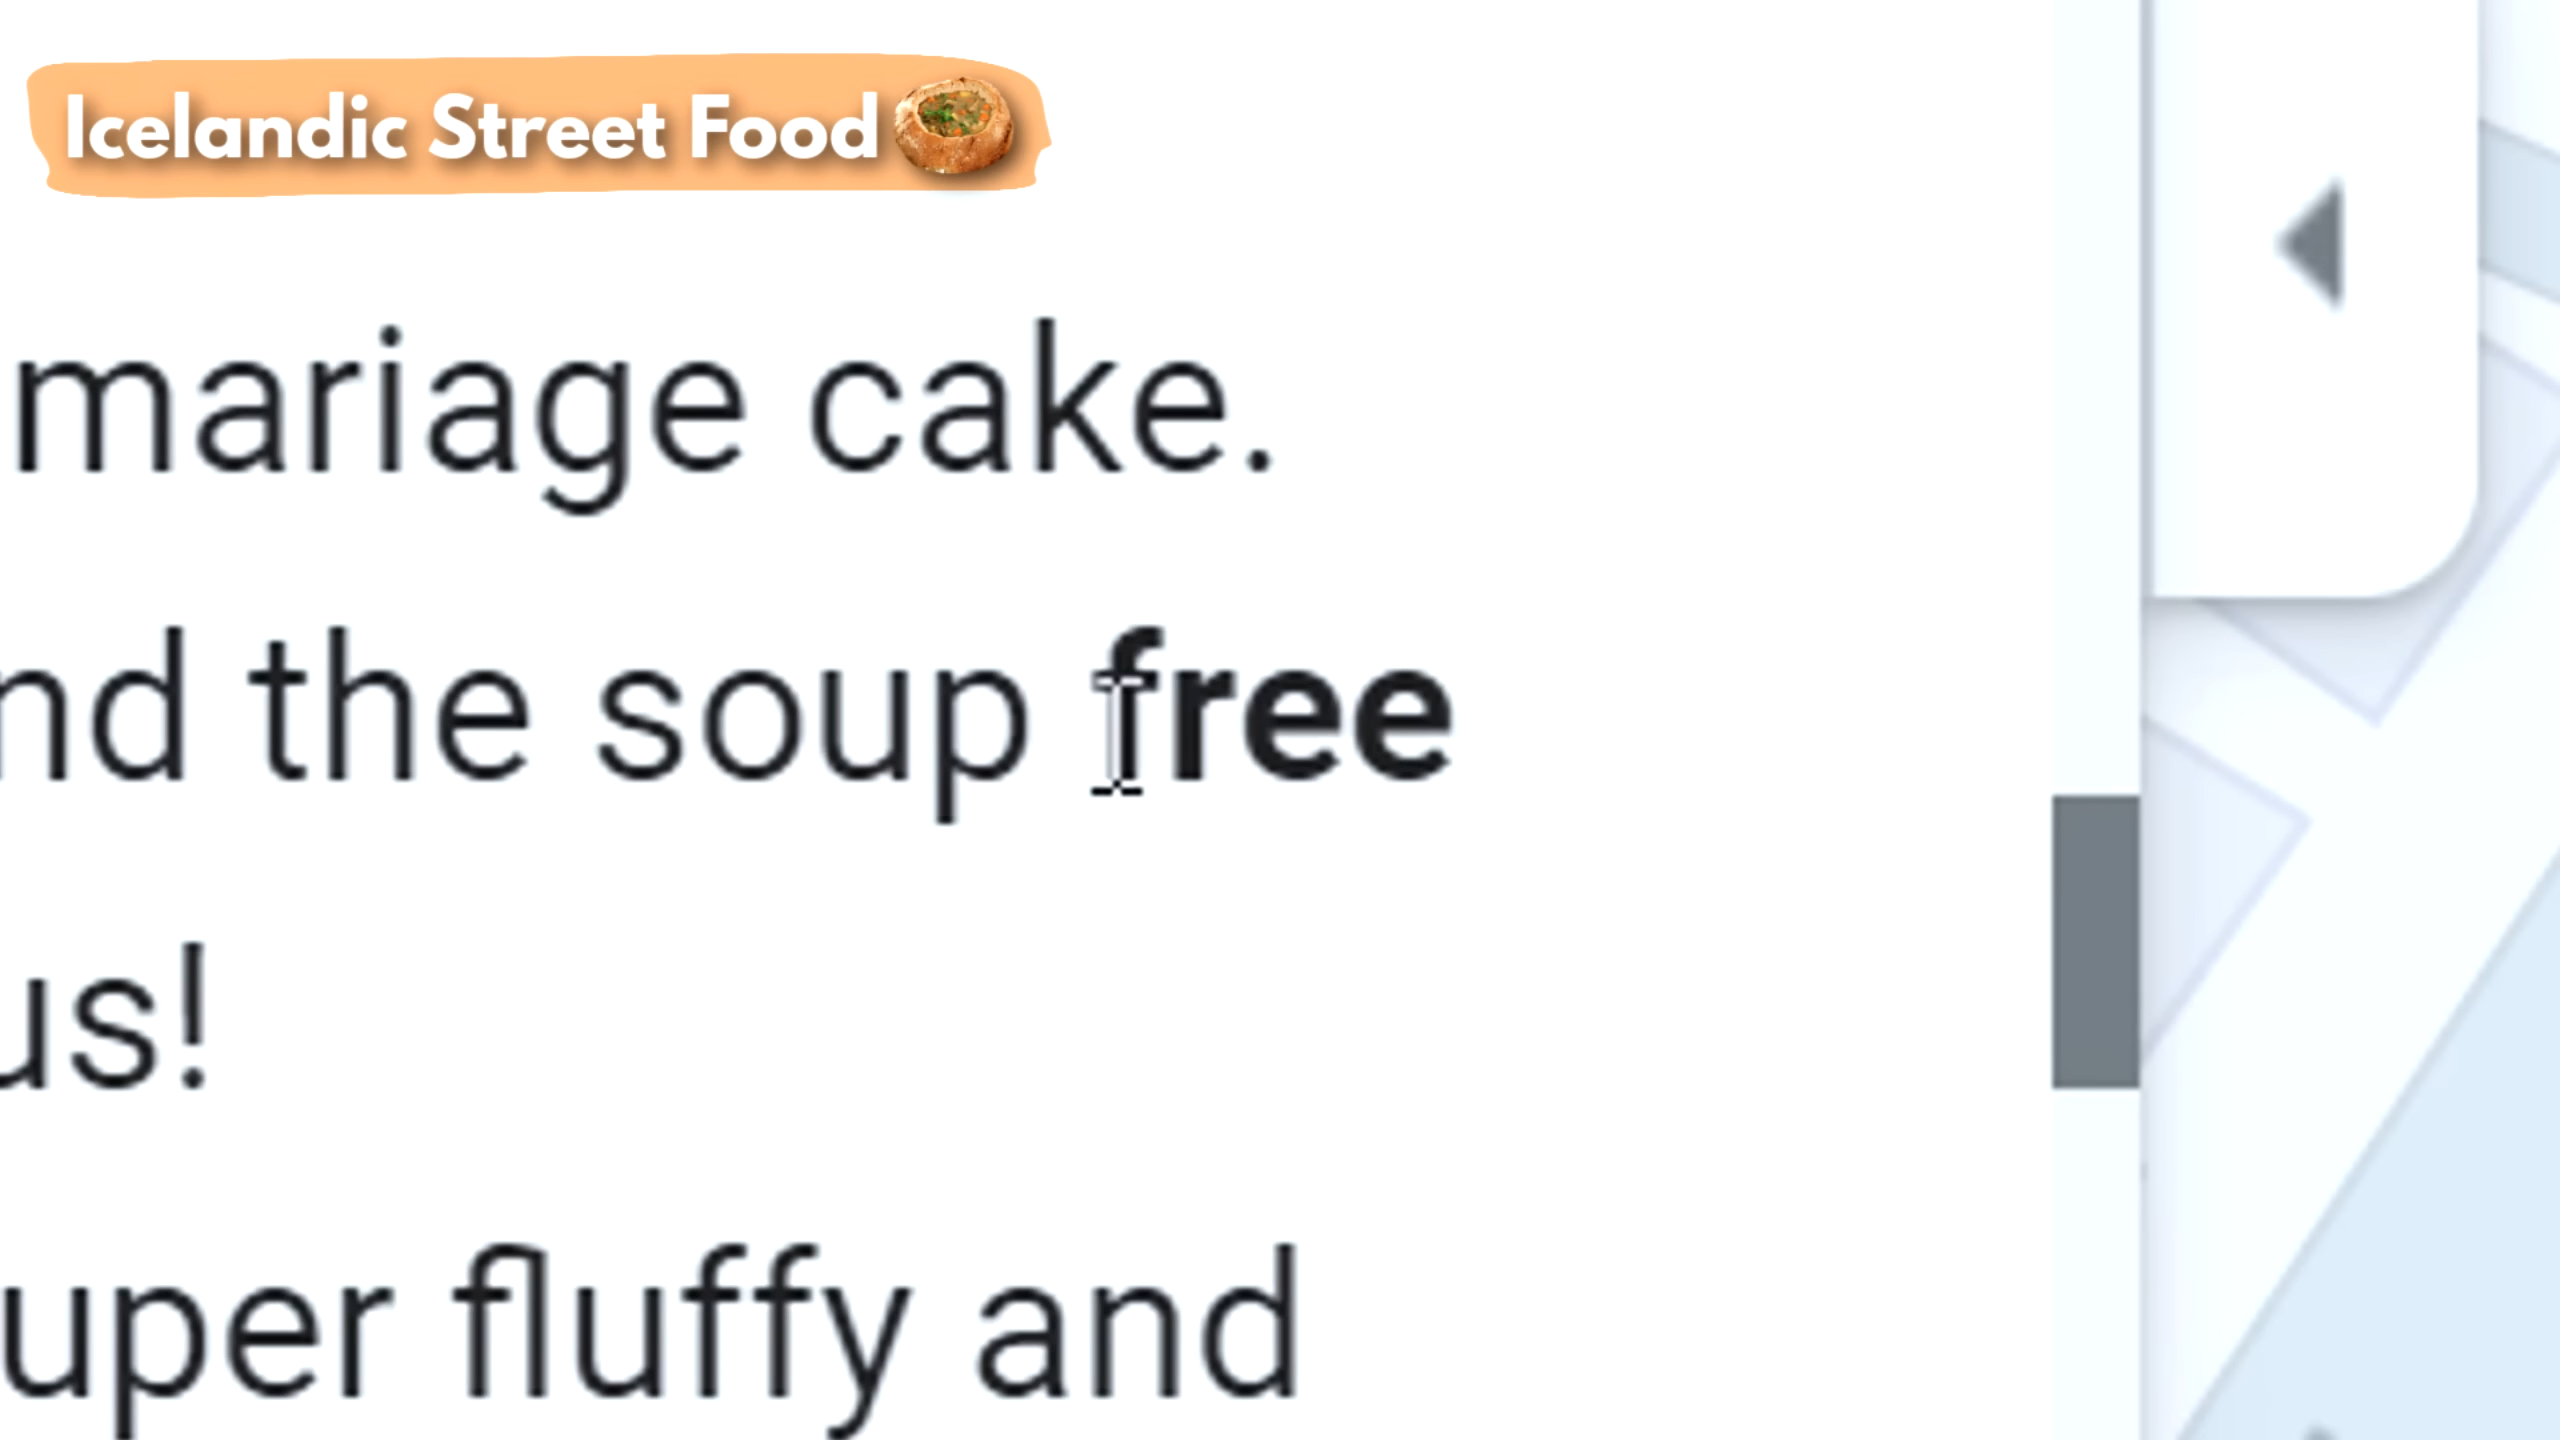 Icelandic Street Food
mariage cake.
nd the soup free
us!
uper fluffy and